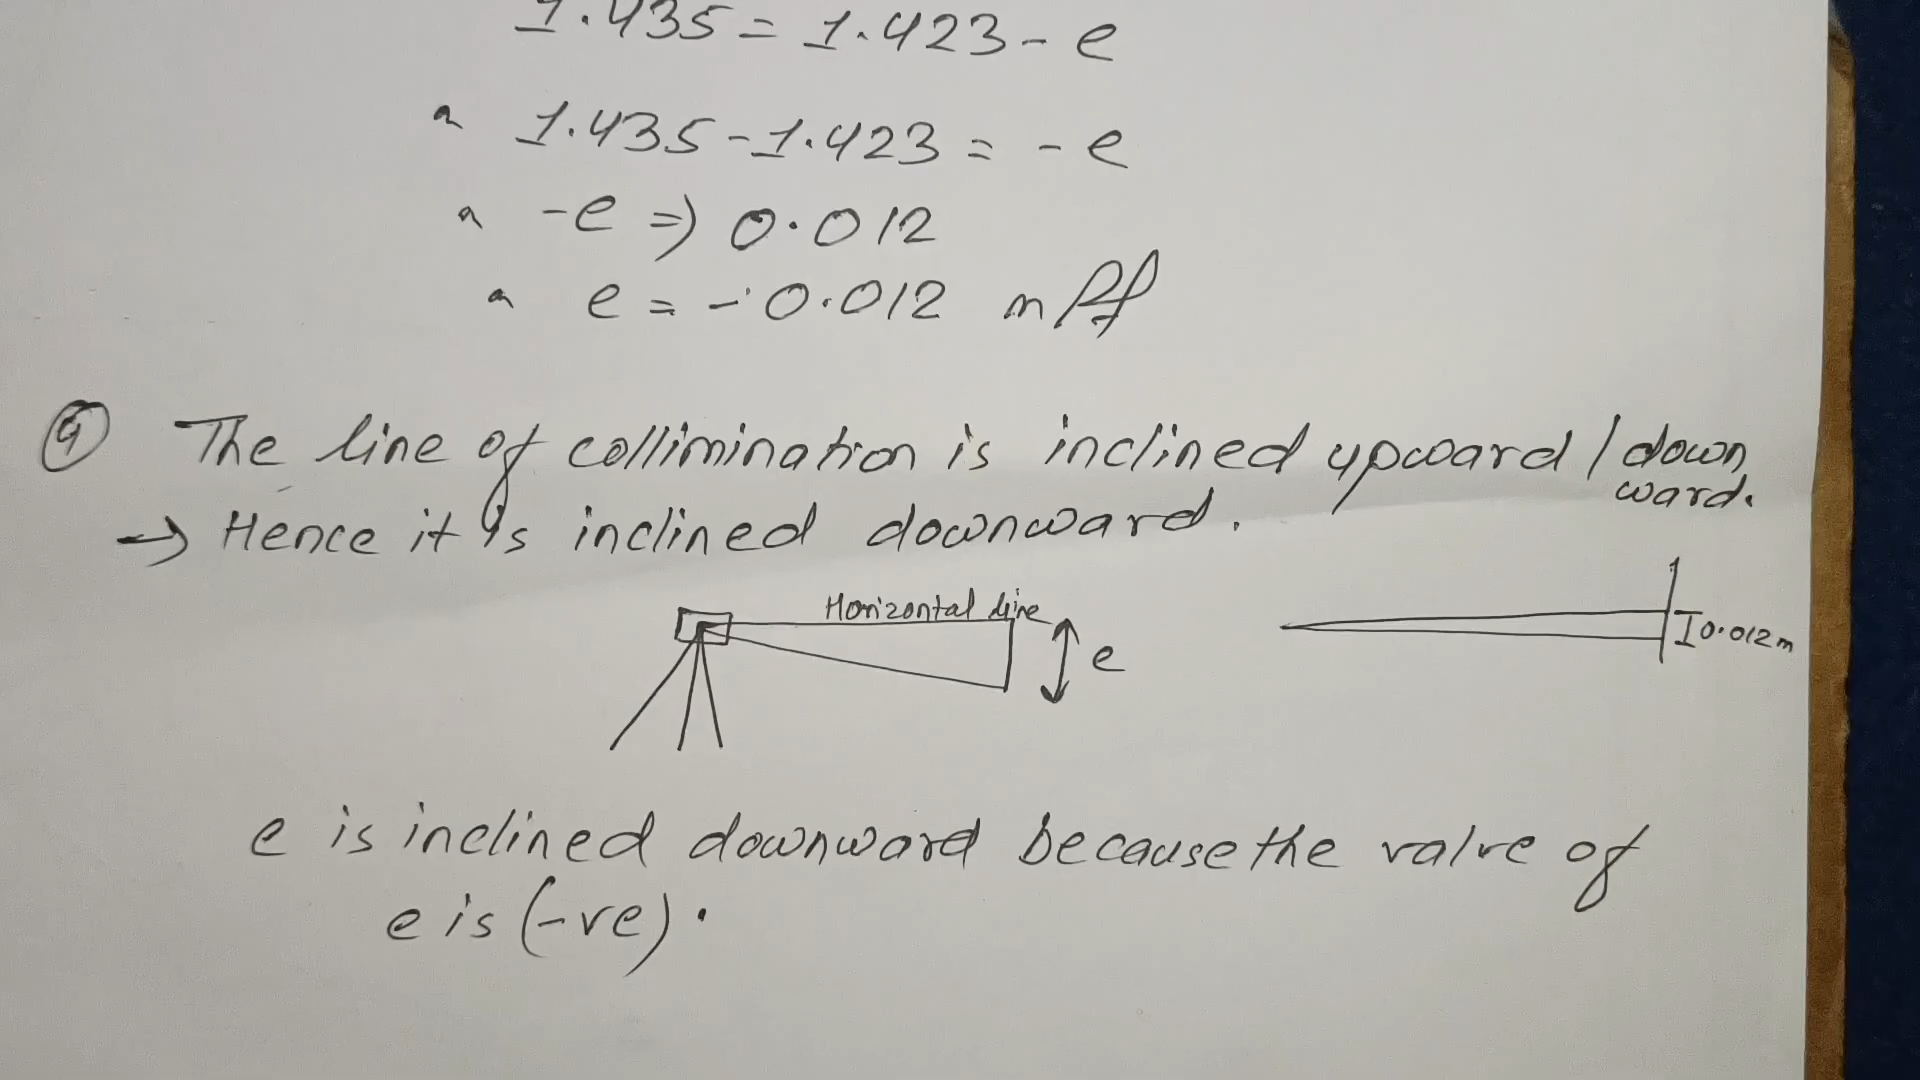 1.435 = 1.423 - e
1.435 - 1.423 = - e
-e => 0.012
e = - 0.012 m
④ The line of collimination is inclined upward / down
ward.
→ Hence it is inclined downward.
Horizontal line
e
0.012m
e is inclined downward because the value of
e is (-ve).